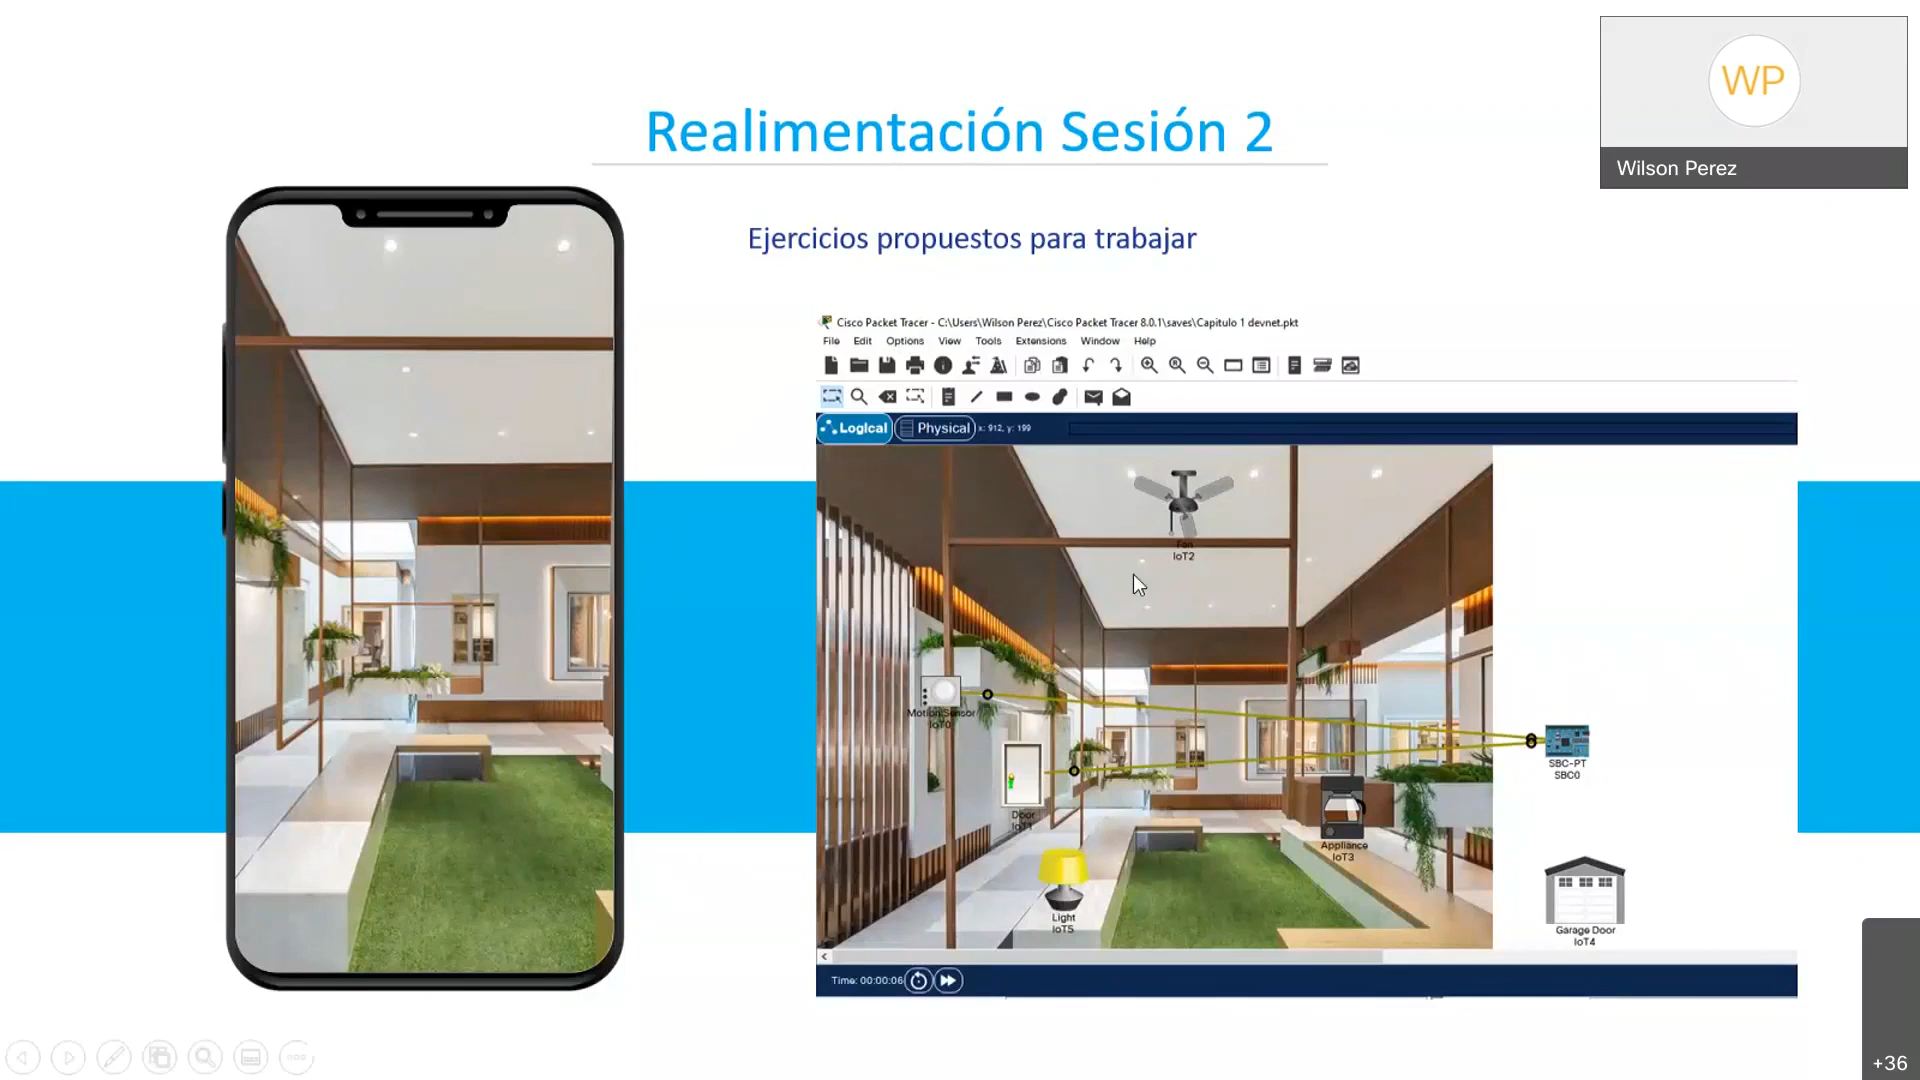 WP
Wilson Perez
Realimentación Sesión 2
Ejercicios propuestos para trabajar
Cisco Packet Tracer - C:\Users\Wilson Perez\Cisco Packet Tracer 8.0.1\saves\Capitulo 1 devnet.pkt
File Edit Options View Tools Extensions Window Help
Logical Physical x: 912, y: 199
Fan
IoT2
Motion Sensor
IoT0
SBC-PT
SBC0
Door
IoT1
Appliance
IoT3
Light
IoT5
Garage Door
IoT4
Time: 00:00:06
+36